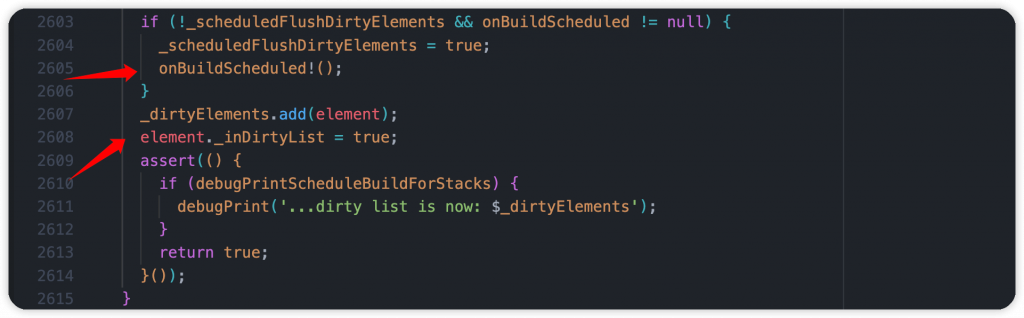 2603 if (!_scheduledFlushDirtyElements && onBuildScheduled != null) {
2604 _scheduledFlushDirtyElements = true;
2605 onBuildScheduled!();
2606 }
2607 _dirtyElements.add(element);
2608 element._inDirtyList = true;
2609 assert(() {
2610 if (debugPrintScheduleBuildForStacks) {
2611 debugPrint('...dirty list is now: $_dirtyElements');
2612 }
2613 return true;
2614 }());
2615 }